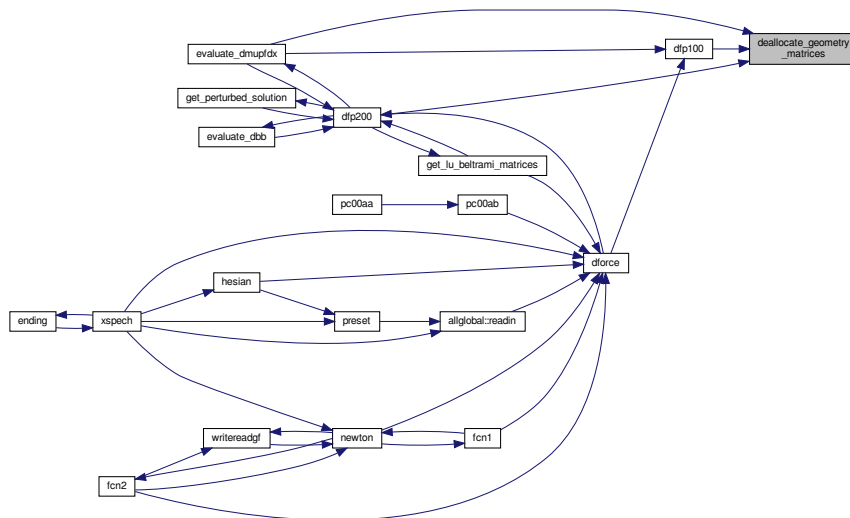 deallocate_geometry
_matrices
dfp100
evaluate_dmupfdx
get_perturbed_solution
dfp200
evaluate_dbb
get_lu_beltrami_matrices
pc00aa
pc00ab
dforce
hesian
ending
xspech
preset
allglobal::readin
writereadgf
newton
fcn1
fcn2